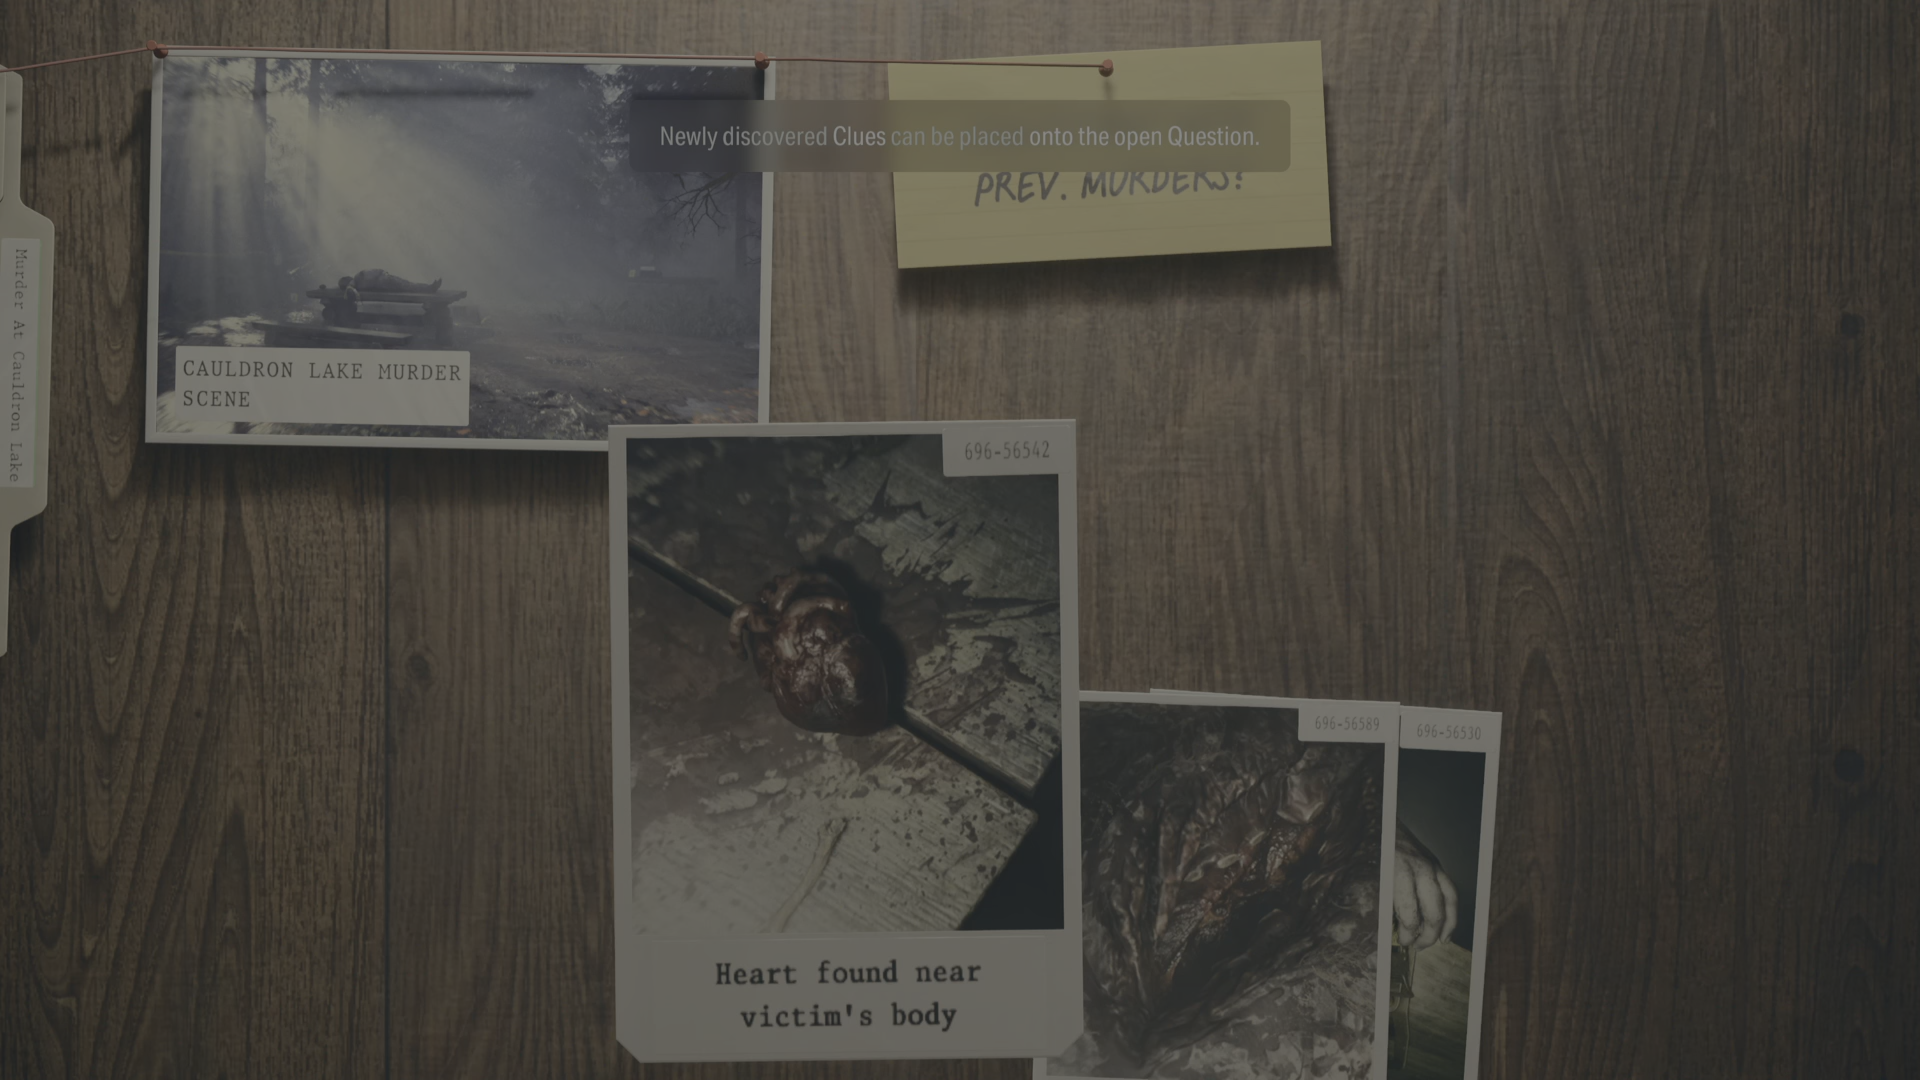 Newly discovered Clues can be placed onto the open Question.
PREV. MURDERS?
Murder At Cauldron Lake
CAULDRON LAKE MURDER
SCENE
696-56542
Heart found near
victim's body
696-56589
696-56530